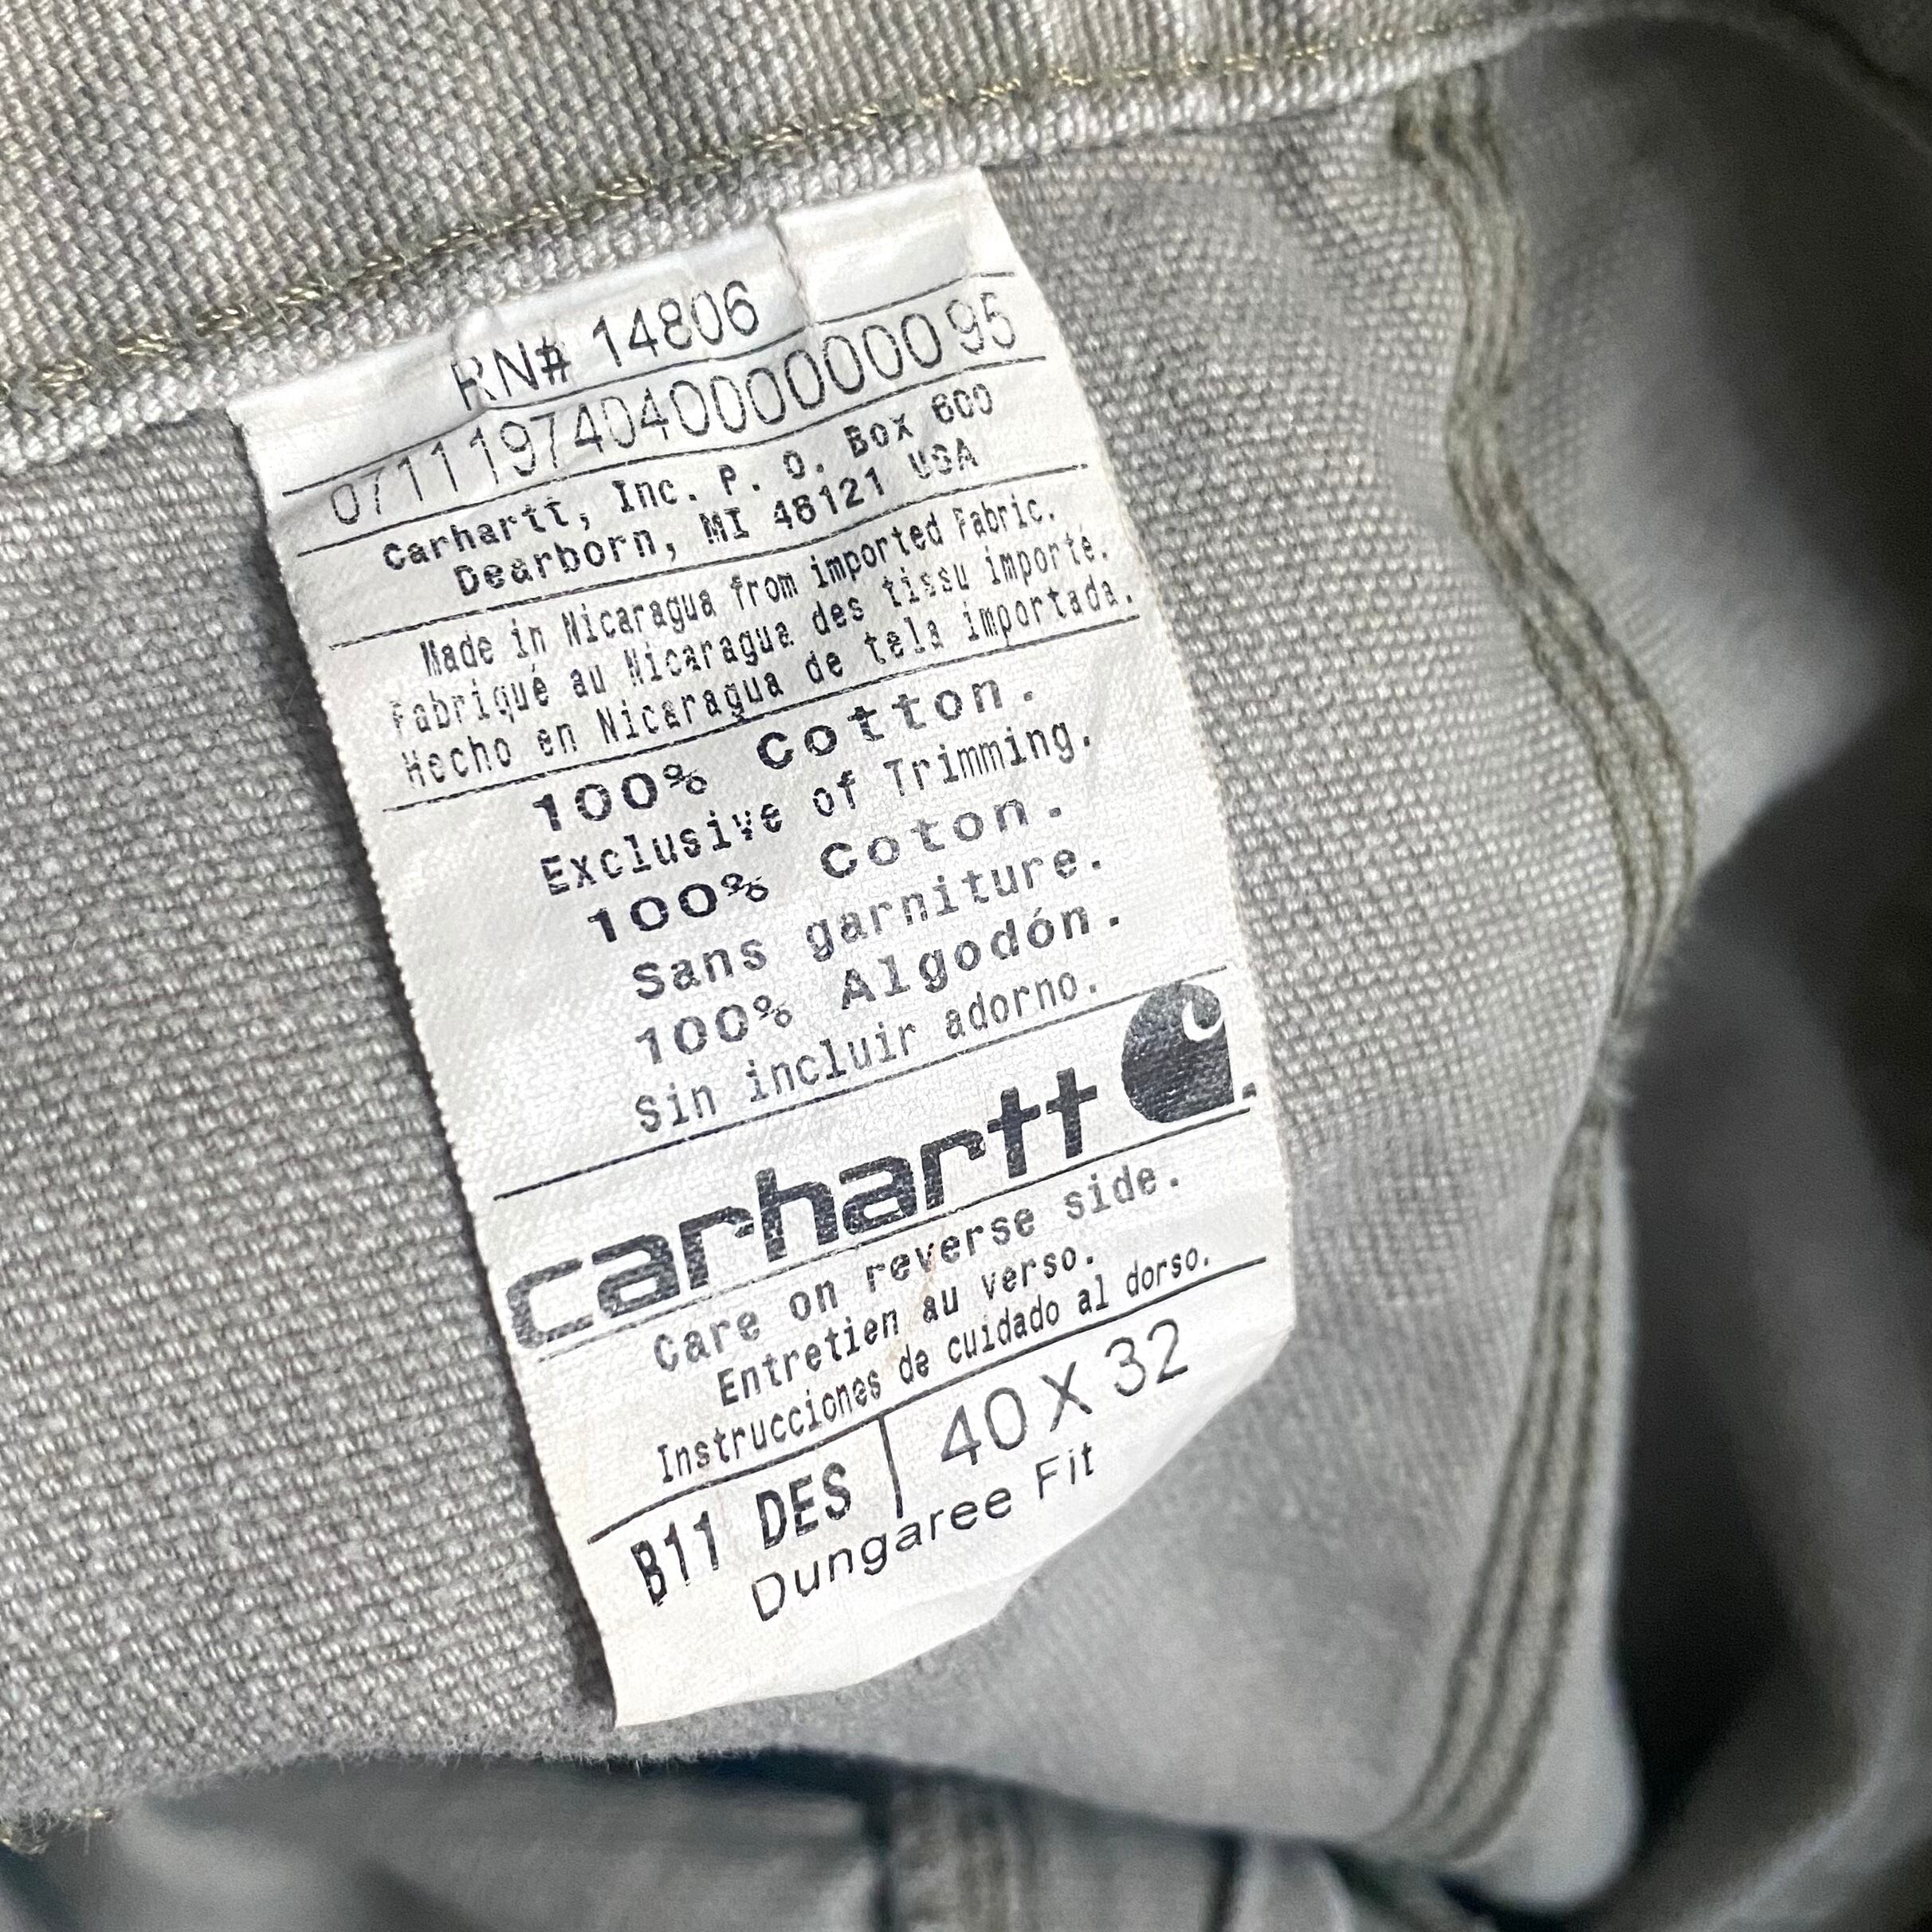 RN# 14806
07111974040000000095
Carhartt, Inc. P. O. Box 600
Dearborn, MI 48121 USA
Made in Nicaragua from imported Fabric.
Fabriqué au Nicaragua des tissu importé.
Hecho en Nicaragua de tela importada.
100% Cotton.
Exclusive of Trimming.
100% Coton.
Sans garniture.
100% Algodón.
Sin incluir adorno.
carhartt
Care on reverse side.
Entretien au verso.
Instrucciones de cuidado al dorso.
B11 DES | 40 X 32
Dungaree Fit